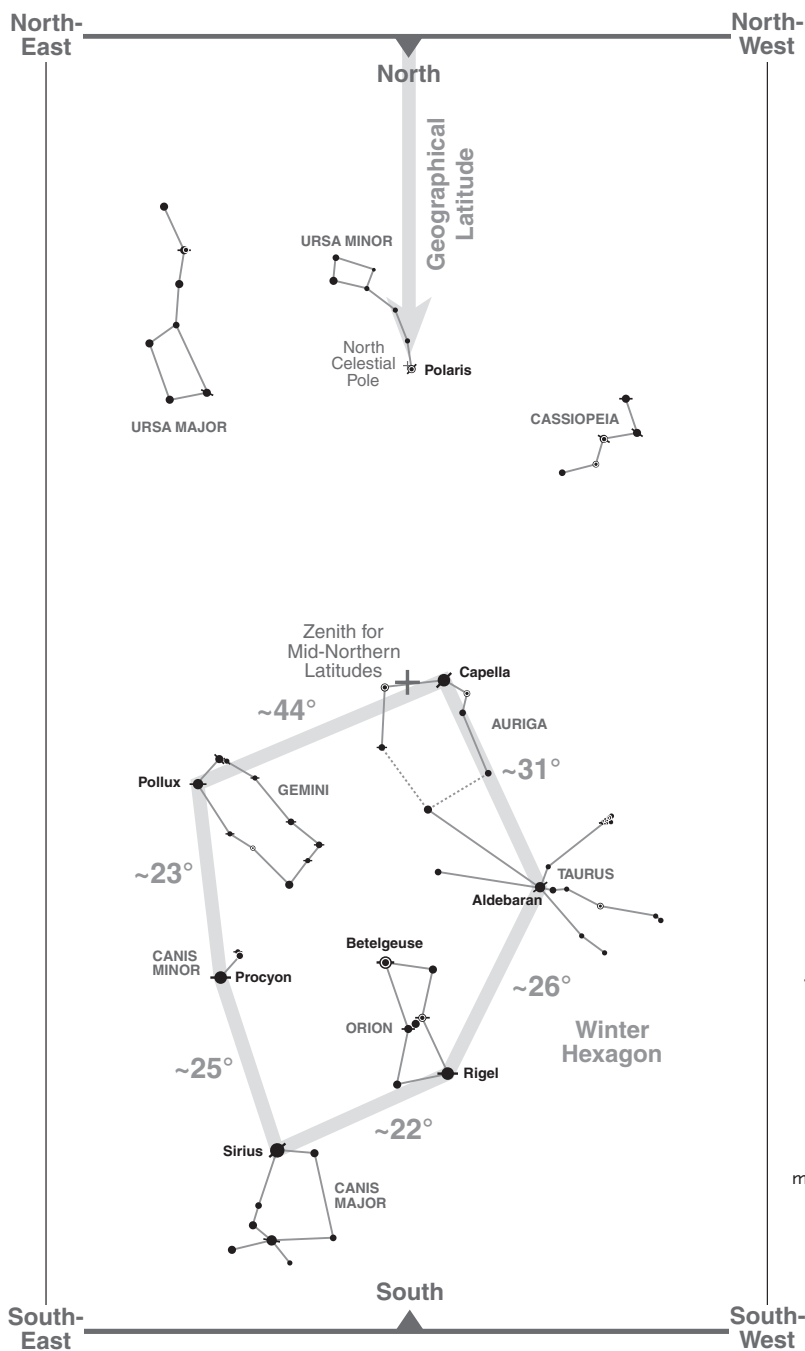 North-
East
North-
West
North
Geographical
Latitude
URSA MINOR
North
Celestial
Pole
Polaris
URSA MAJOR
CASSIOPEIA
Zenith for
Mid-Northern
Latitudes
Capella
~44°
AURIGA
~31°
Pollux
GEMINI
~23°
TAURUS
Aldebaran
Betelgeuse
CANIS
MINOR
Procyon
~26°
ORION
Winter
Hexagon
~25°
Rigel
~22°
Sirius
CANIS
MAJOR
m
South
South-
East
South-
West